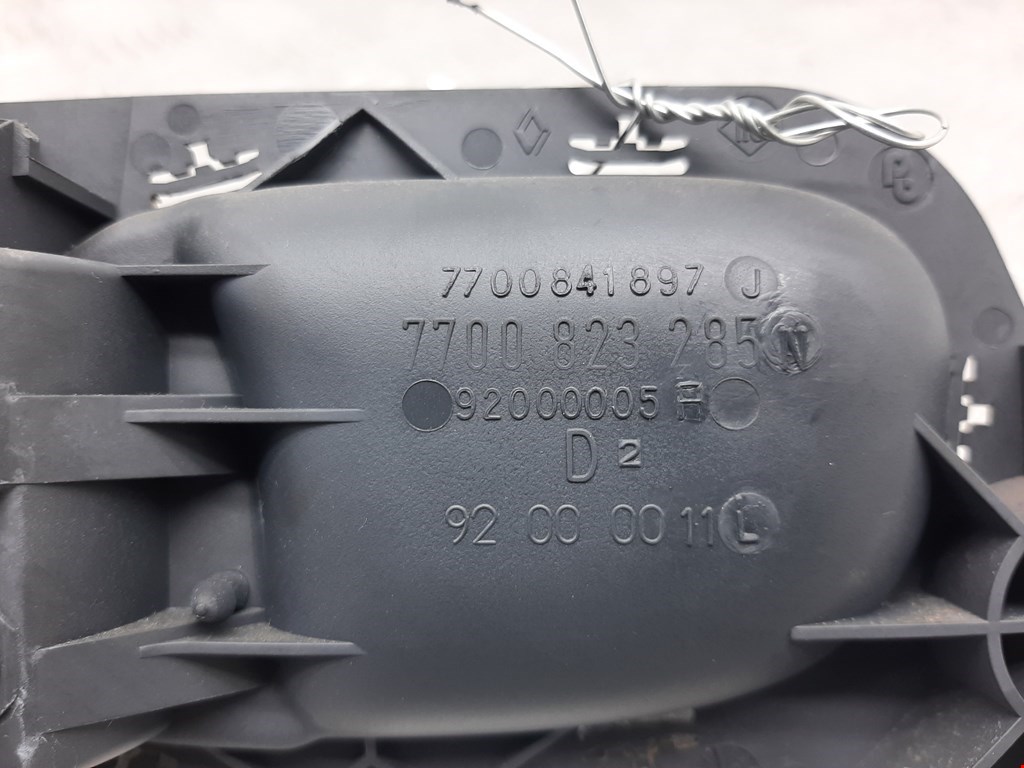 7700841897 J
7700 823 285 N
92000005 H
D 2
92 00 00 11 L